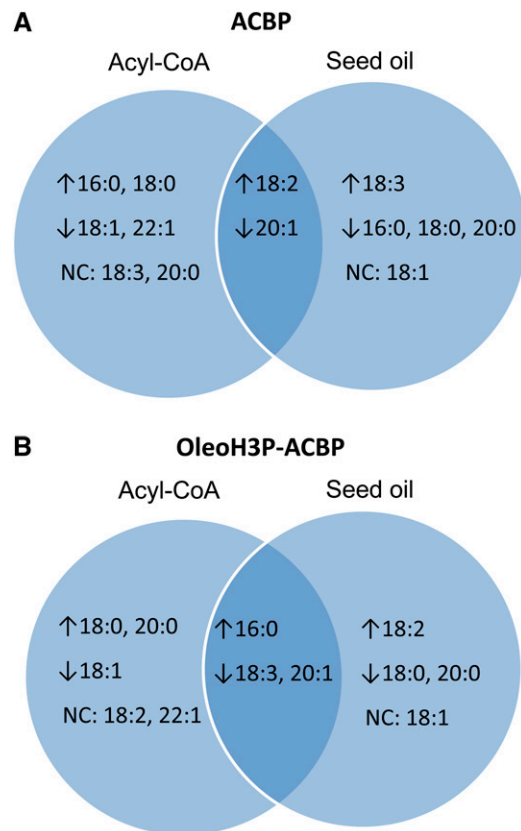 A
ACBP
Acyl-CoA
Seed oil
↑16:0, 18:0
↑18:2
↑18:3
↓18:1, 22:1
↓20:1
↓16:0, 18:0, 20:0
NC: 18:3, 20:0
NC: 18:1
B
OleoH3P-ACBP
Acyl-CoA
Seed oil
↑18:0, 20:0
↑16:0
↑18:2
↓18:1
↓18:3, 20:1
↓18:0, 20:0
NC: 18:2, 22:1
NC: 18:1